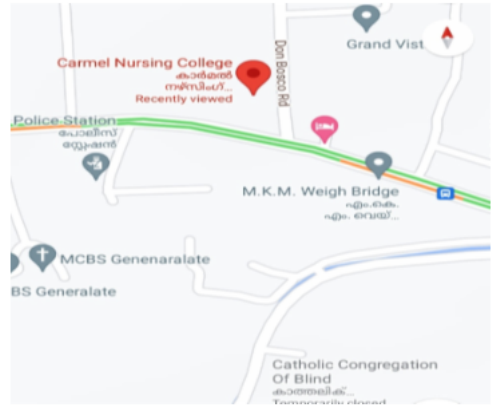 Grand Vist
Carmel Nursing College
കാർമൽ
നഴ്സിംഗ്...
Recently viewed
Don Bosco Rd
Police Station
പോലീസ്
സ്റ്റേഷൻ
M.K.M. Weigh Bridge
എം.കെ.
എം. വെയ്...
MCBS Genenaralate
BS Generalate
Catholic Congregation
Of Blind
കാത്തലിക്...
Temporarily closed